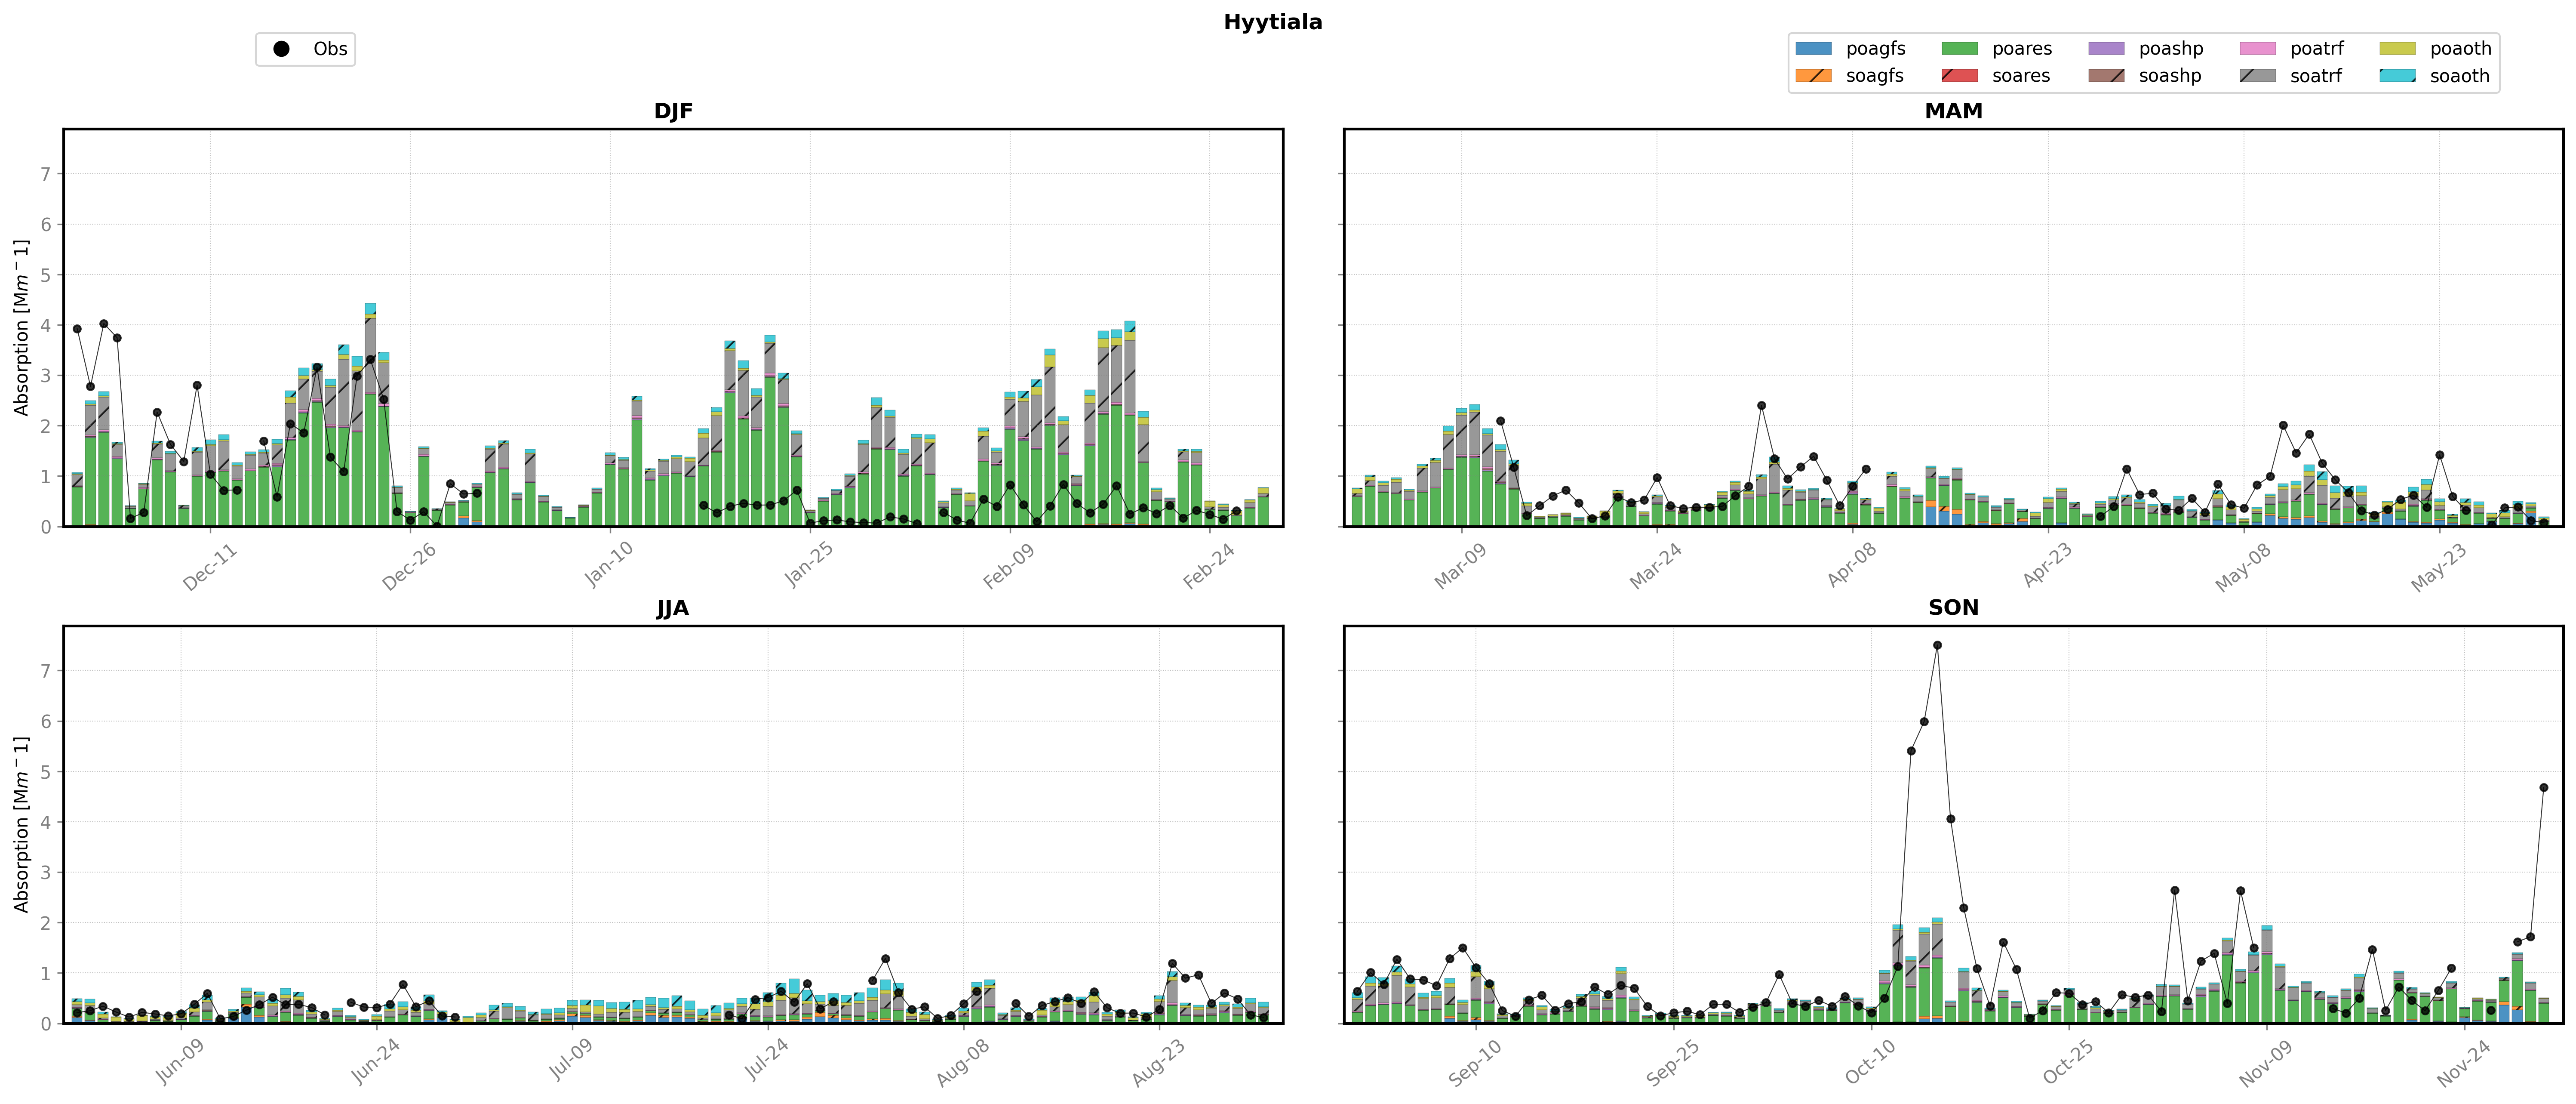 Hyytiala
Obs
poagfs poares poashp poatrf poaoth
soagfs soares soashp soatrf soaoth
DJF
MAM
Absorption [Mm − 1]
7
6
5
4
3
2
1
0
Dec-11 Dec-26 Jan-10 Jan-25 Feb-09 Feb-24
Mar-09 Mar-24 Apr-08 Apr-23 May-08 May-23
JJA
SON
Absorption [Mm − 1]
7
6
5
4
3
2
1
0
Jun-09 Jun-24 Jul-09 Jul-24 Aug-08 Aug-23
Sep-10 Sep-25 Oct-10 Oct-25 Nov-09 Nov-24